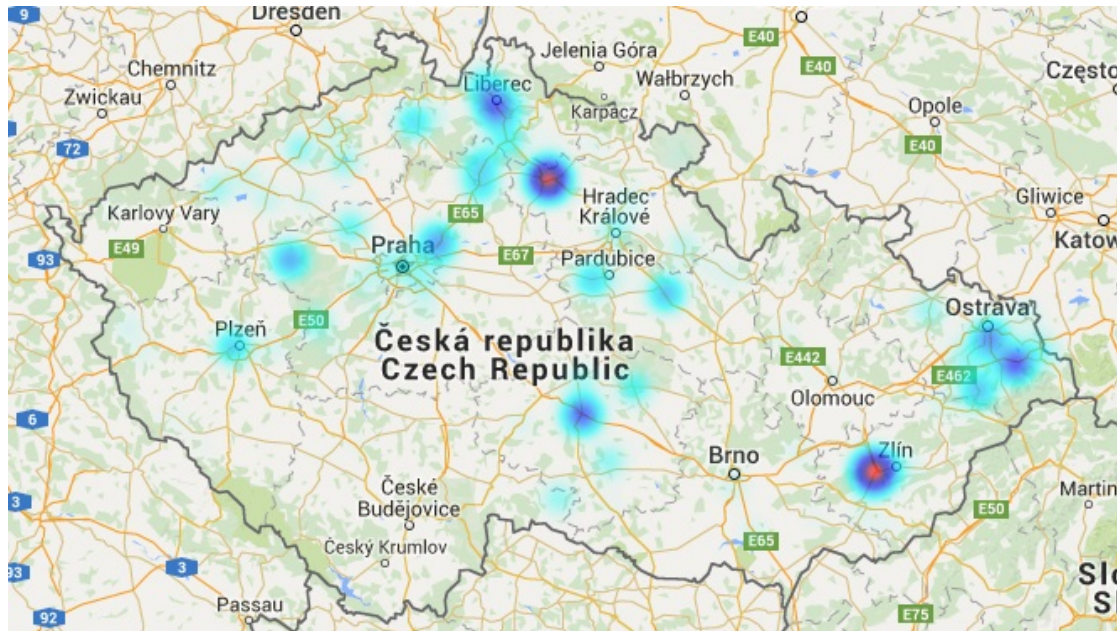 9
Dresden
E40
Jelenia Góra
E40
Chemnitz
Wałbrzych
Często
Zwickau
Liberec
Karpacz
Opole
E40
72
Hradec
Králové
Gliwice
Karlovy Vary
E65
E49
Praha
E67
Katow
93
Pardubice
Plzeň
E50
Ostrava
Česká republika
Czech Republic
E442
E462
Olomouc
6
Brno
Zlín
České
Budějovice
Martin
3
E50
Český Krumlov
E65
93
3
Slo
S
Passau
92
E75